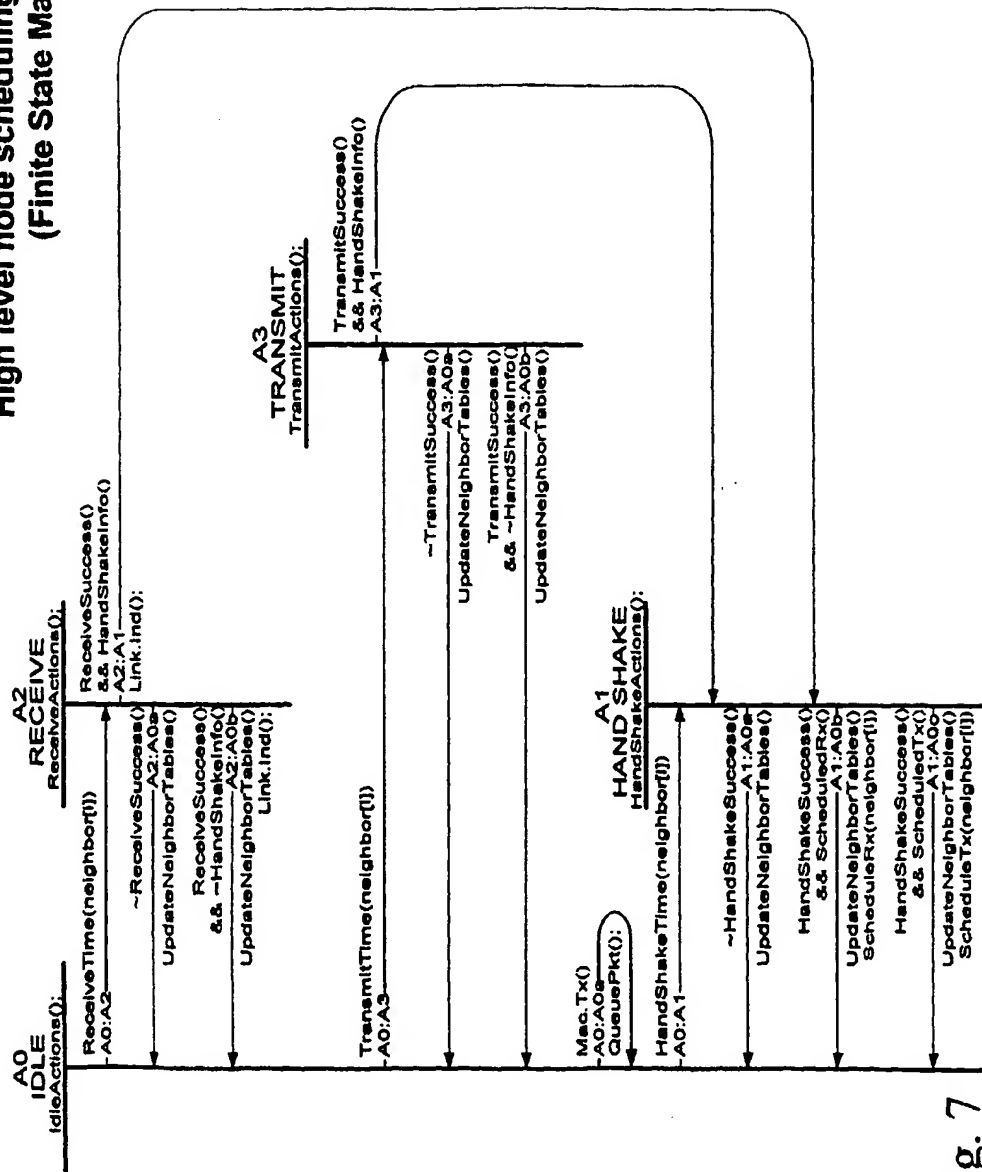 High level node scheduling
(Finite State Ma
A0
IDLE
IdleActions();
A2
RECEIVE
ReceiveActions();
ReceiveTime(neighbor[i])
A0:A2
ReceiveSuccess()
&& HandShakeInfo()
A2:A1
Link.Ind();
~ReceiveSuccess()
A2:A0a
UpdateNeighborTables()
ReceiveSuccess()
&& ~HandShakeInfo()
A2:A0b
UpdateNeighborTables()
Link.Ind();
A3
TRANSMIT
TransmitActions();
TransmitTime(neighbor[i])
A0:A3
TransmitSuccess()
&& HandShakeInfo()
A3:A1
~TransmitSuccess()
A3:A0a
UpdateNeighborTables()
TransmitSuccess()
&& ~HandShakeInfo()
A3:A0b
UpdateNeighborTables()
Mac.Tx()
A0:A0a
QueuePkt();
A1
HAND SHAKE
HandShakeActions();
HandShakeTime(neighbor[i])
A0:A1
~HandShakeSuccess()
A1:A0a
UpdateNeighborTables()
HandShakeSuccess()
&& ScheduledRx()
A1:A0b
UpdateNeighborTables()
ScheduleRx(neighbor[i])
HandShakeSuccess()
&& ScheduledTx()
A1:A0c
UpdateNeighborTables()
ScheduleTx(neighbor[i])
g. 7